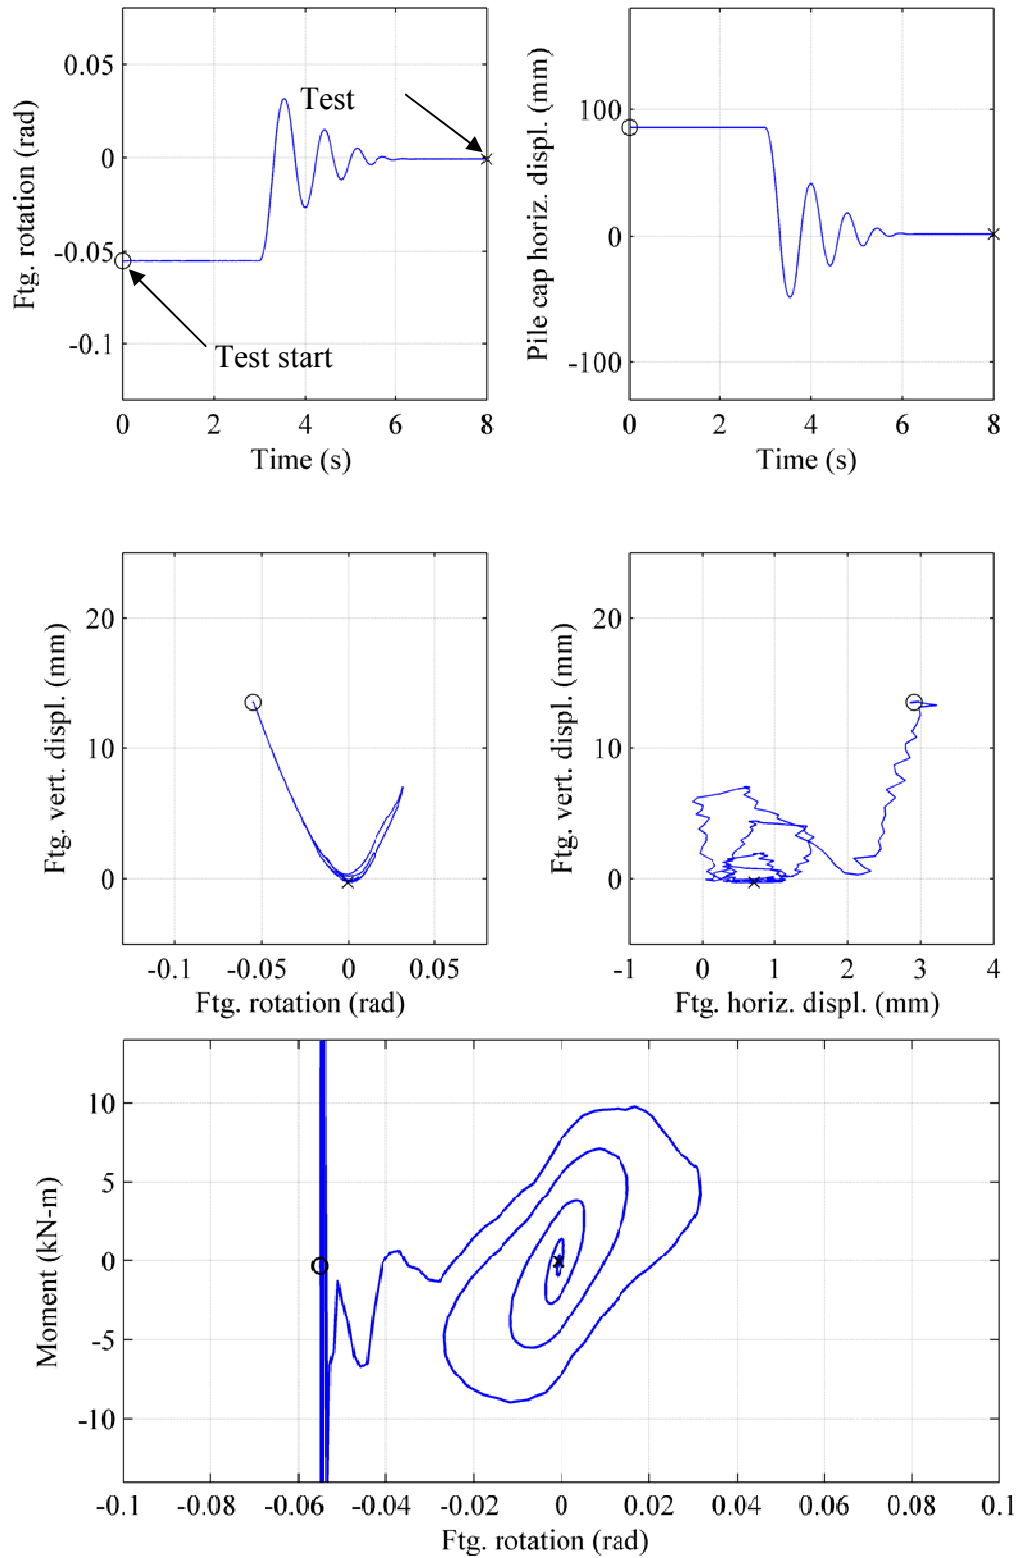 0.05
0
-0.05
-0.1
Ftg. rotation (rad)
Test
Test start
0 2 4 6 8
Time (s)
100
0
-100
Pile cap horiz. displ. (mm)
0 2 4 6 8
Time (s)
20
10
0
Ftg. vert. displ. (mm)
-0.1 -0.05 0 0.05
Ftg. rotation (rad)
20
10
0
Ftg. vert. displ. (mm)
-1 0 1 2 3 4
Ftg. horiz. displ. (mm)
10
5
0
-5
-10
Moment (kN-m)
-0.1 -0.08 -0.06 -0.04 -0.02 0 0.02 0.04 0.06 0.08 0.1
Ftg. rotation (rad)